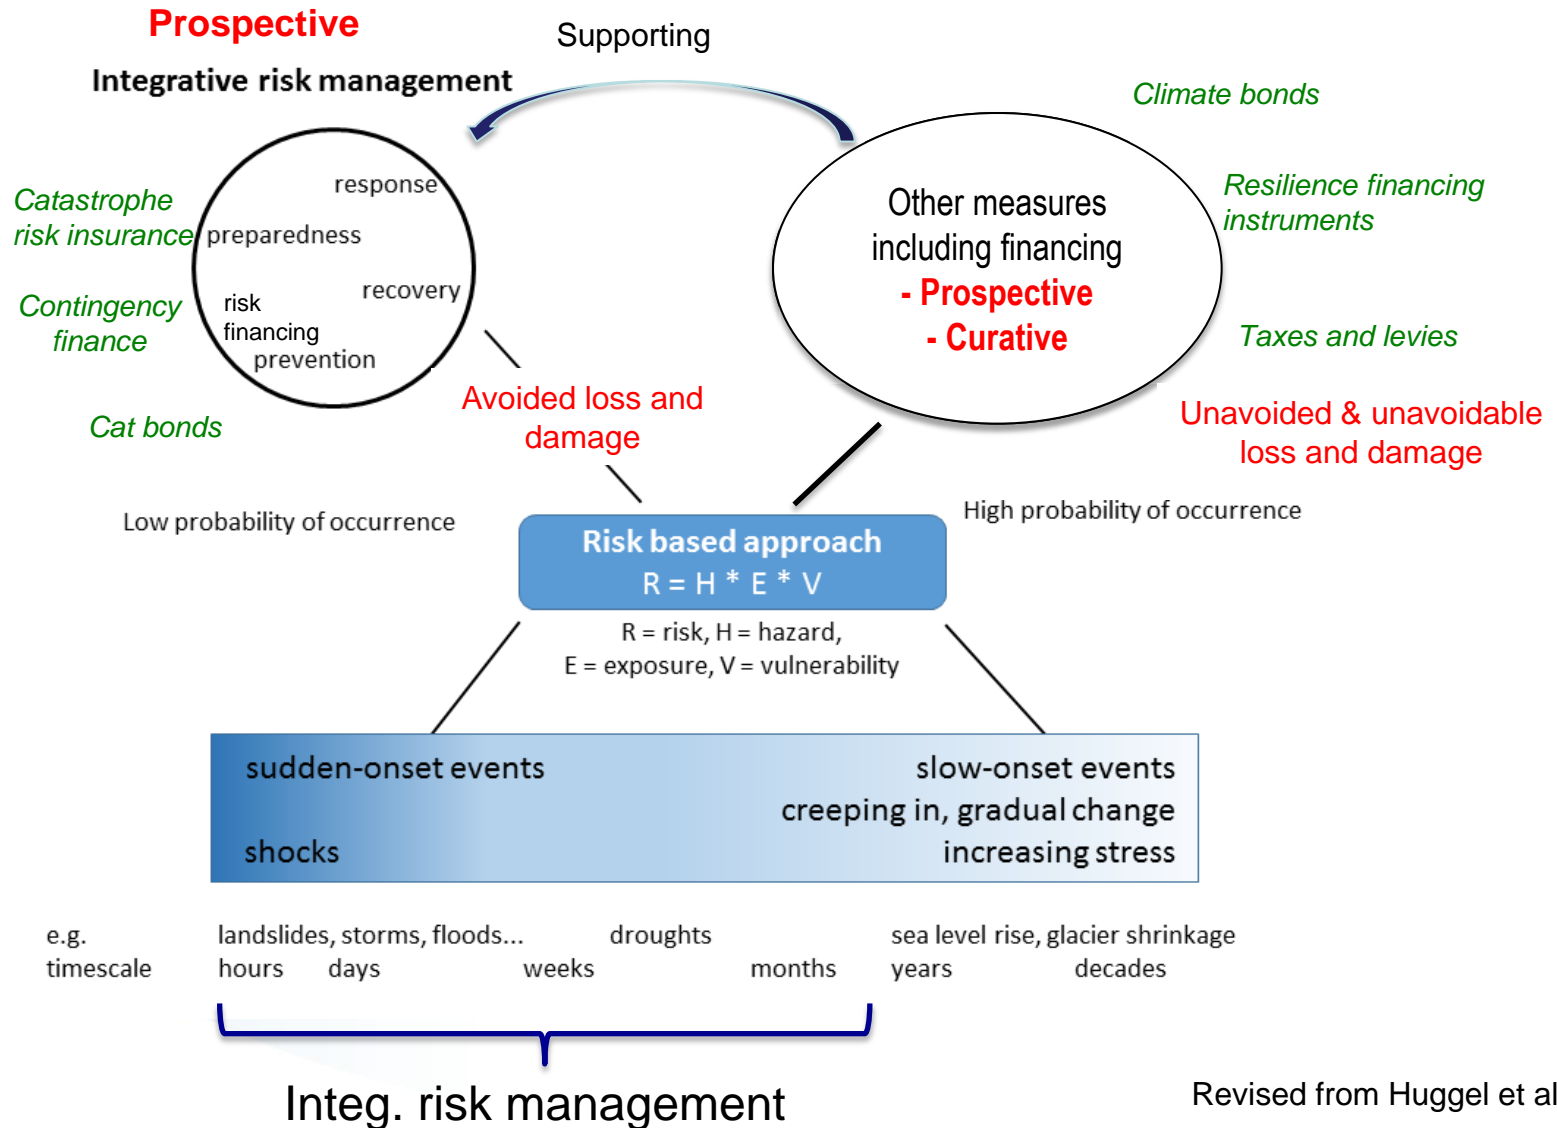 Prospective
Supporting
Integrative risk management
Climate bonds
response
Catastrophe
risk insurance
preparedness
recovery
Contingency
finance
risk
financing
prevention
Cat bonds
Other measures
including financing
- Prospective
- Curative
Resilience financing
instruments
Taxes and levies
Avoided loss and
damage
Unavoided & unavoidable
loss and damage
Low probability of occurrence
High probability of occurrence
Risk based approach
R = H * E * V
R = risk, H = hazard,
E = exposure, V = vulnerability
sudden-onset events
shocks
slow-onset events
creeping in, gradual change
increasing stress
e.g. landslides, storms, floods... droughts sea level rise, glacier shrinkage
timescale hours days weeks months years decades
Integ. risk management
Revised from Huggel et al